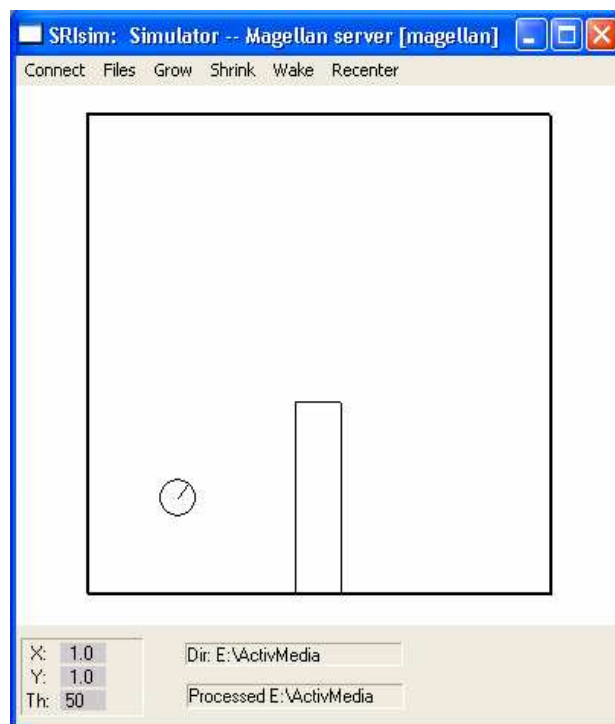 SRIsim: Simulator -- Magellan server [magellan]
Connect Files Grow Shrink Wake Recenter
X: 1.0
Y: 1.0
Th: 50
Dir: E:\ActivMedia
Processed E:\ActivMedia